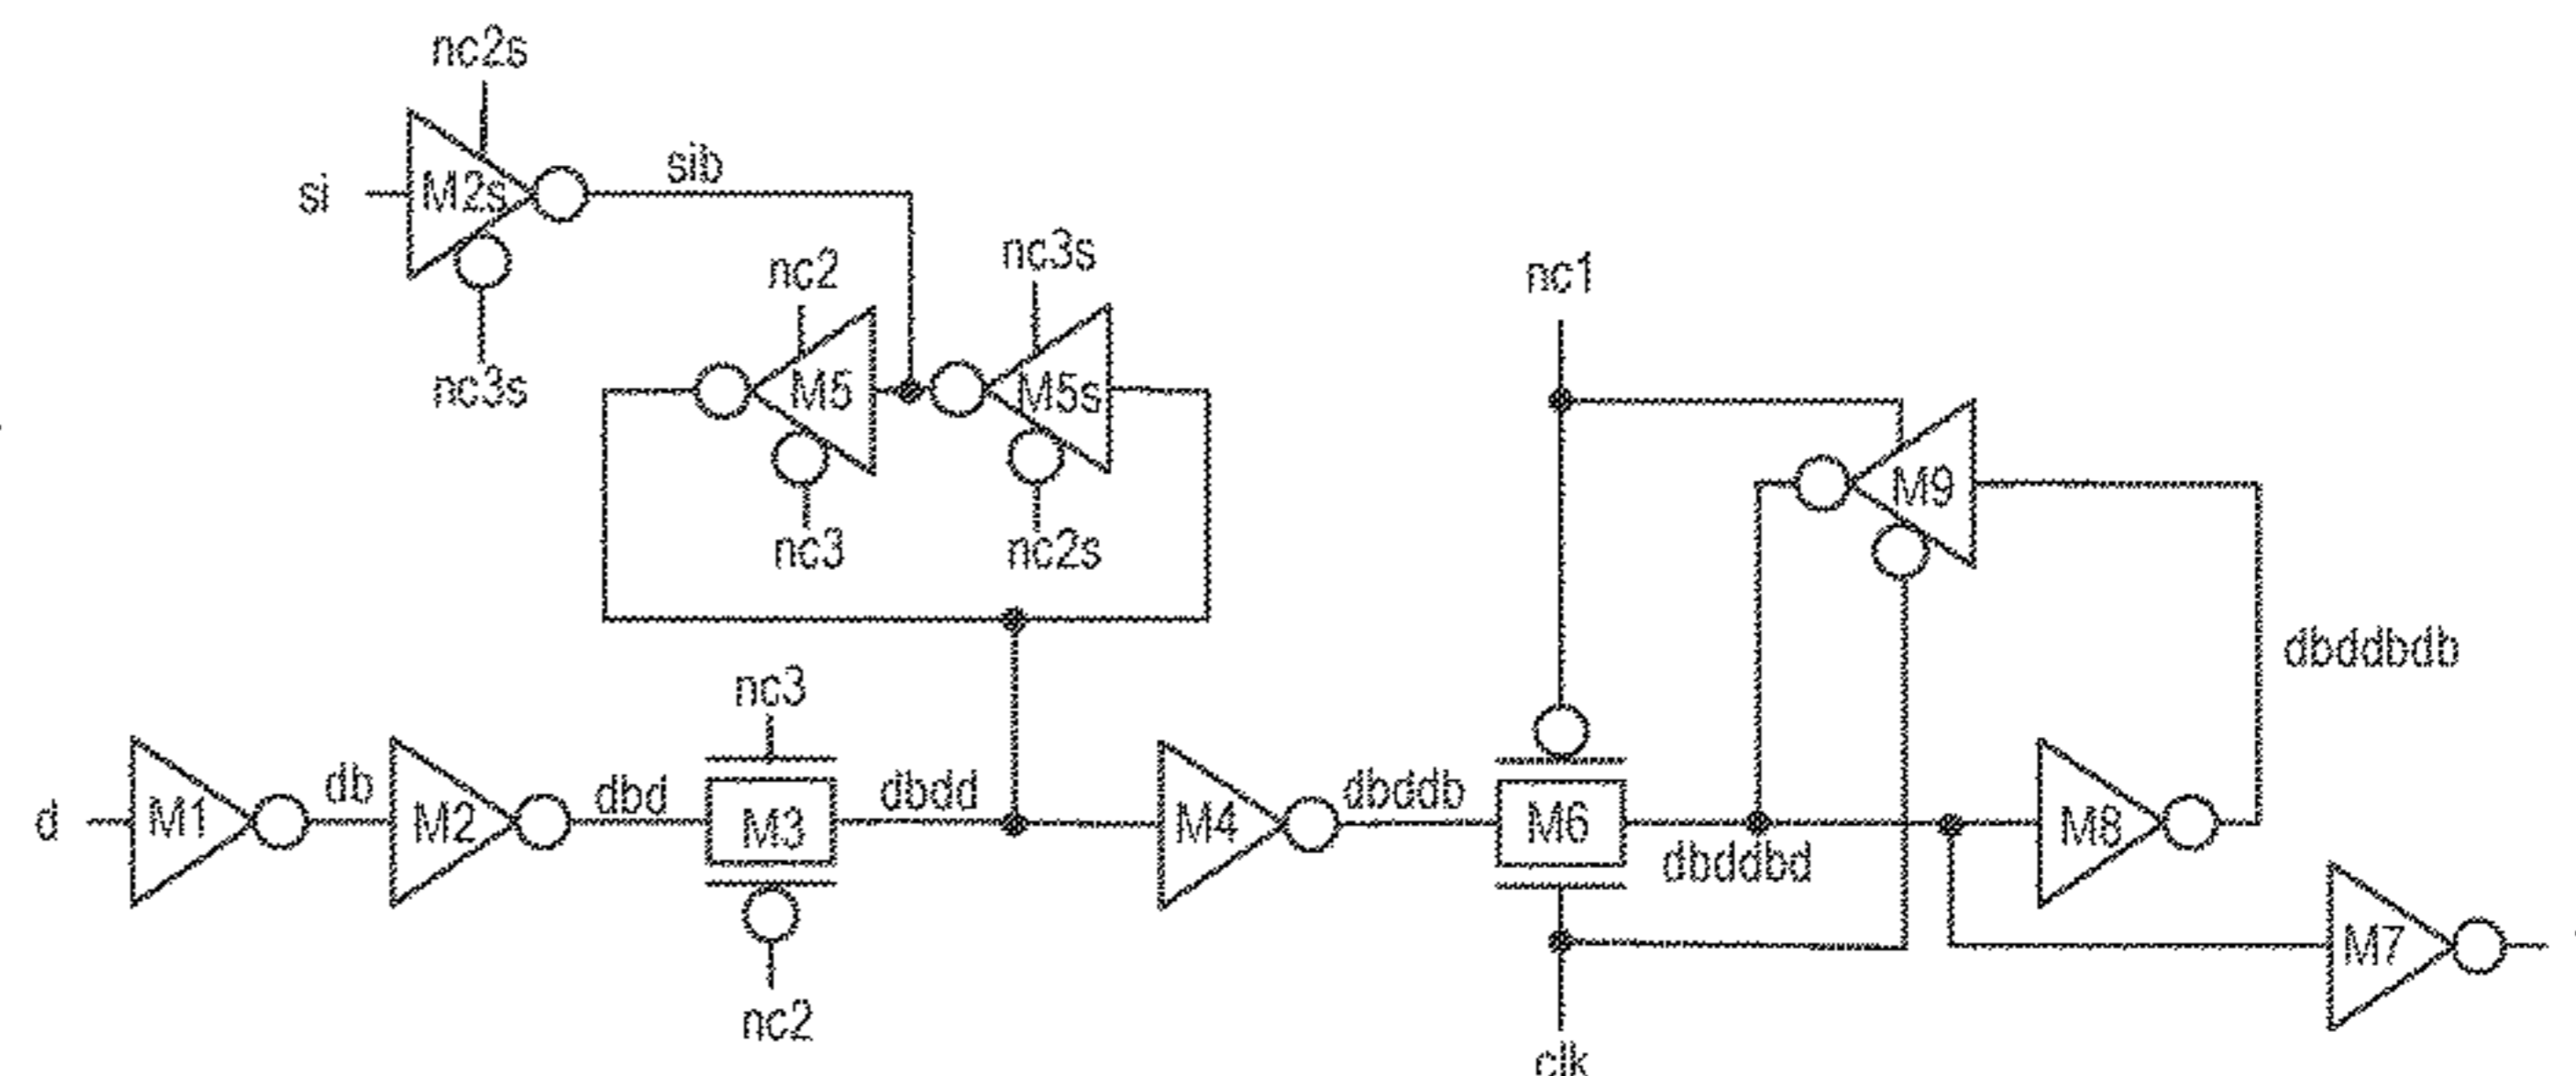 nc2s
si
M2s
sib
nc3s
nc2
nc3s
M5
M5s
nc3
nc2s
nc1
M9
dbddbdb
nc3
d
M1
db
M2
dbd
M3
dbdd
M4
dbddb
M6
dbddbd
M8
M7
nc2
clk